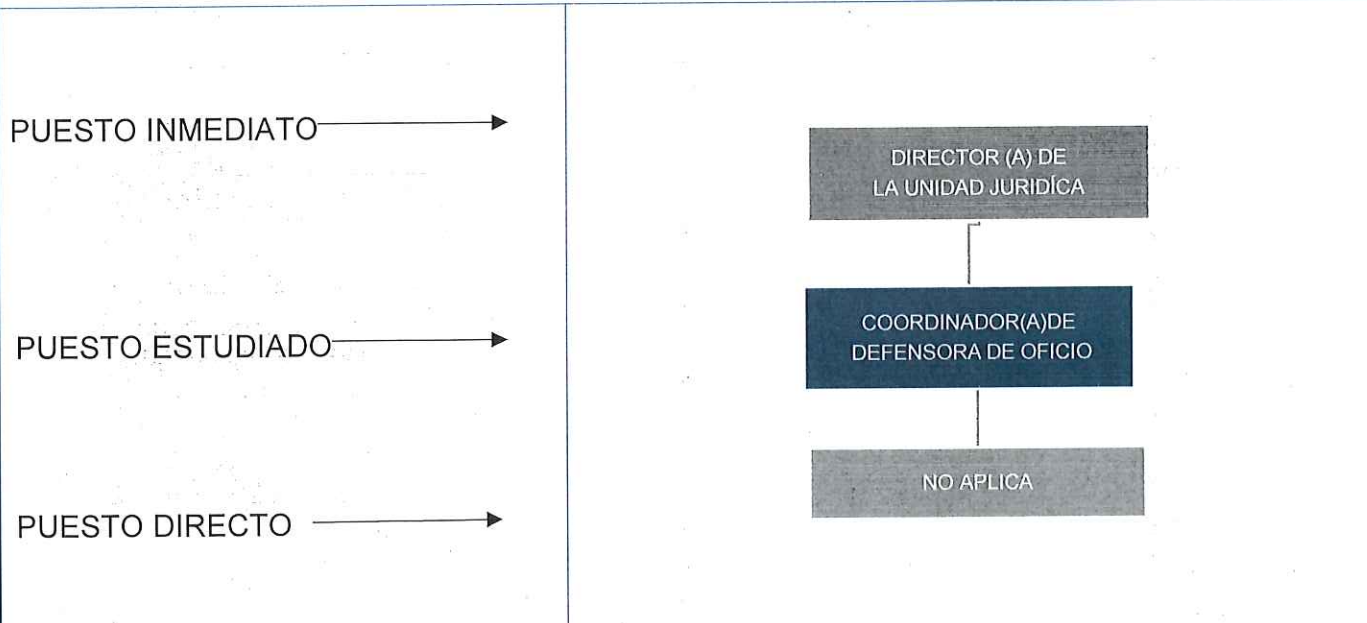 PUESTO INMEDIATO
DIRECTOR (A) DE
LA UNIDAD JURIDÍCA
PUESTO ESTUDIADO
COORDINADOR(A)DE
DEFENSORA DE OFICIO
PUESTO DIRECTO
NO APLICA